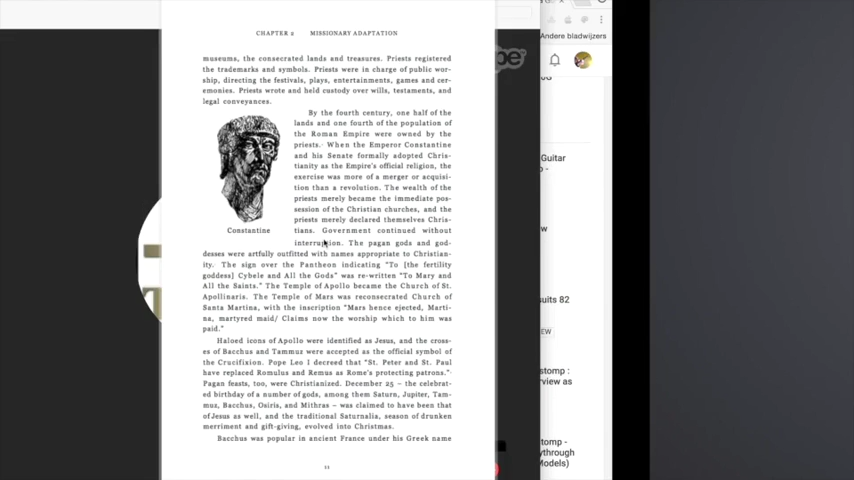 CHAPTER 2 MISSIONARY ADAPTATION
museums, the consecrated lands and treasures. Priests registered
the trademarks and symbols. Priests were in charge of public wor-
ship, directing the festivals, plays, entertainments, games and cer-
emonies. Priests wrote and held custody over wills, testaments, and
legal conveyances.
By the fourth century, one half of the
lands and one fourth of the population of
the Roman Empire were owned by the
priests. When the Emperor Constantine
and his Senate formally adopted Chris-
tianity as the Empire's official religion, the
exercise was more of a merger or acquisi-
tion than a revolution. The wealth of the
priests merely became the immediate pos-
session of the Christian churches, and the
priests merely declared themselves Chris-
tians. Government continued without
interruption. The pagan gods and god-
Constantine
desses were artfully outfitted with names appropriate to Christian-
ity. The sign over the Pantheon indicating "To [the fertility
goddess] Cybele and All the Gods" was re-written "To Mary and
All the Saints." The Temple of Apollo became the Church of St.
Apollinaris. The Temple of Mars was reconsecrated Church of
Santa Martina, with the inscription "Mars hence ejected, Marti-
na, martyred maid/ Claims now the worship which to him was
paid."
Haloed icons of Apollo were identified as Jesus, and the cross-
es of Bacchus and Tammuz were accepted as the official symbol of
the Crucifixion. Pope Leo I decreed that "St. Peter and St. Paul
have replaced Romulus and Remus as Rome's protecting patrons."
Pagan feasts, too, were Christianized. December 25 – the celebrat-
ed birthday of a number of gods, among them Saturn, Jupiter, Tam-
muz, Bacchus, Osiris, and Mithras – was claimed to have been that
of Jesus as well, and the traditional Saturnalia, season of drunken
merriment and gift-giving, evolved into Christmas.
Bacchus was popular in ancient France under his Greek name
Andere bladwijzers
Guitar
uits 82
EW
stomp :
rview as
stomp -
ythrough
Models)